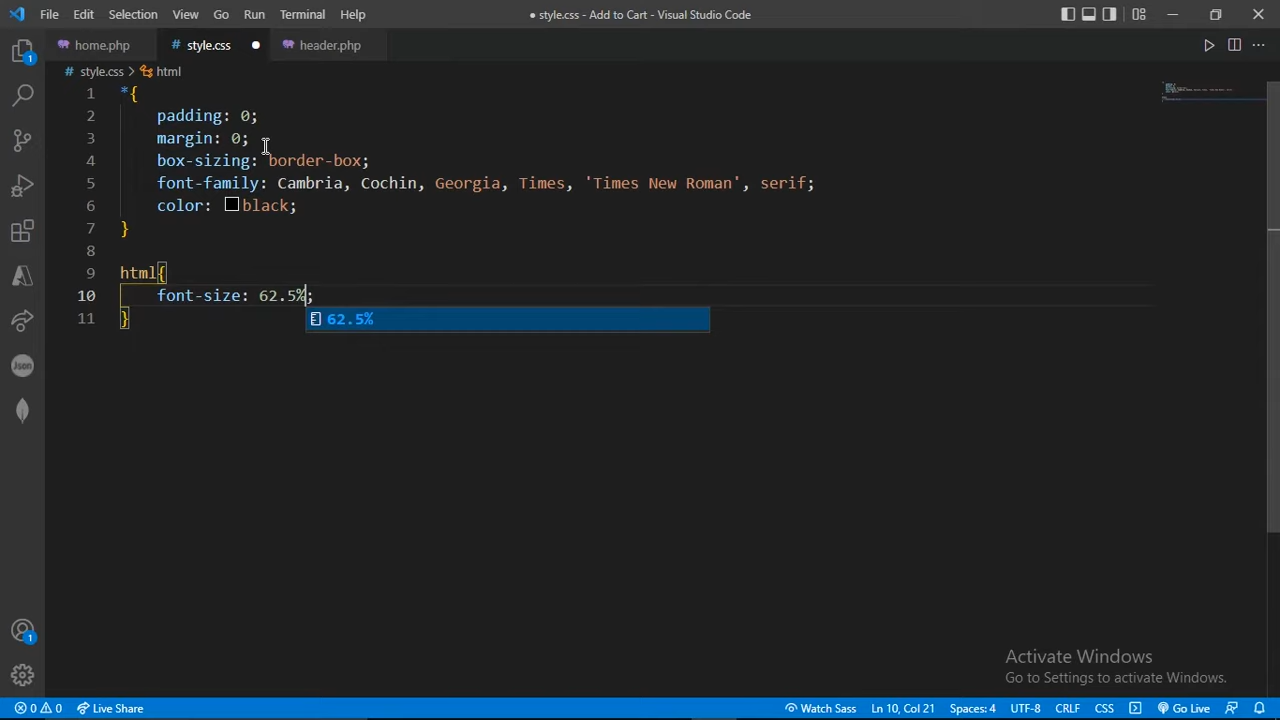 File Edit Selection View Go Run Terminal Help
● style.css - Add to Cart - Visual Studio Code
home.php
# style.css ●
header.php
# style.css > html
1 *{
2 padding: 0;
3 margin: 0;
4 box-sizing: border-box;
5 font-family: Cambria, Cochin, Georgia, Times, 'Times New Roman', serif;
6 color: black;
7 }
8
9 html{
10 font-size: 62.5%;
11 }
62.5%
1
Json
1
Activate Windows
Go to Settings to activate Windows.
0 0 Live Share
Watch Sass Ln 10, Col 21 Spaces: 4 UTF-8 CRLF CSS Go Live